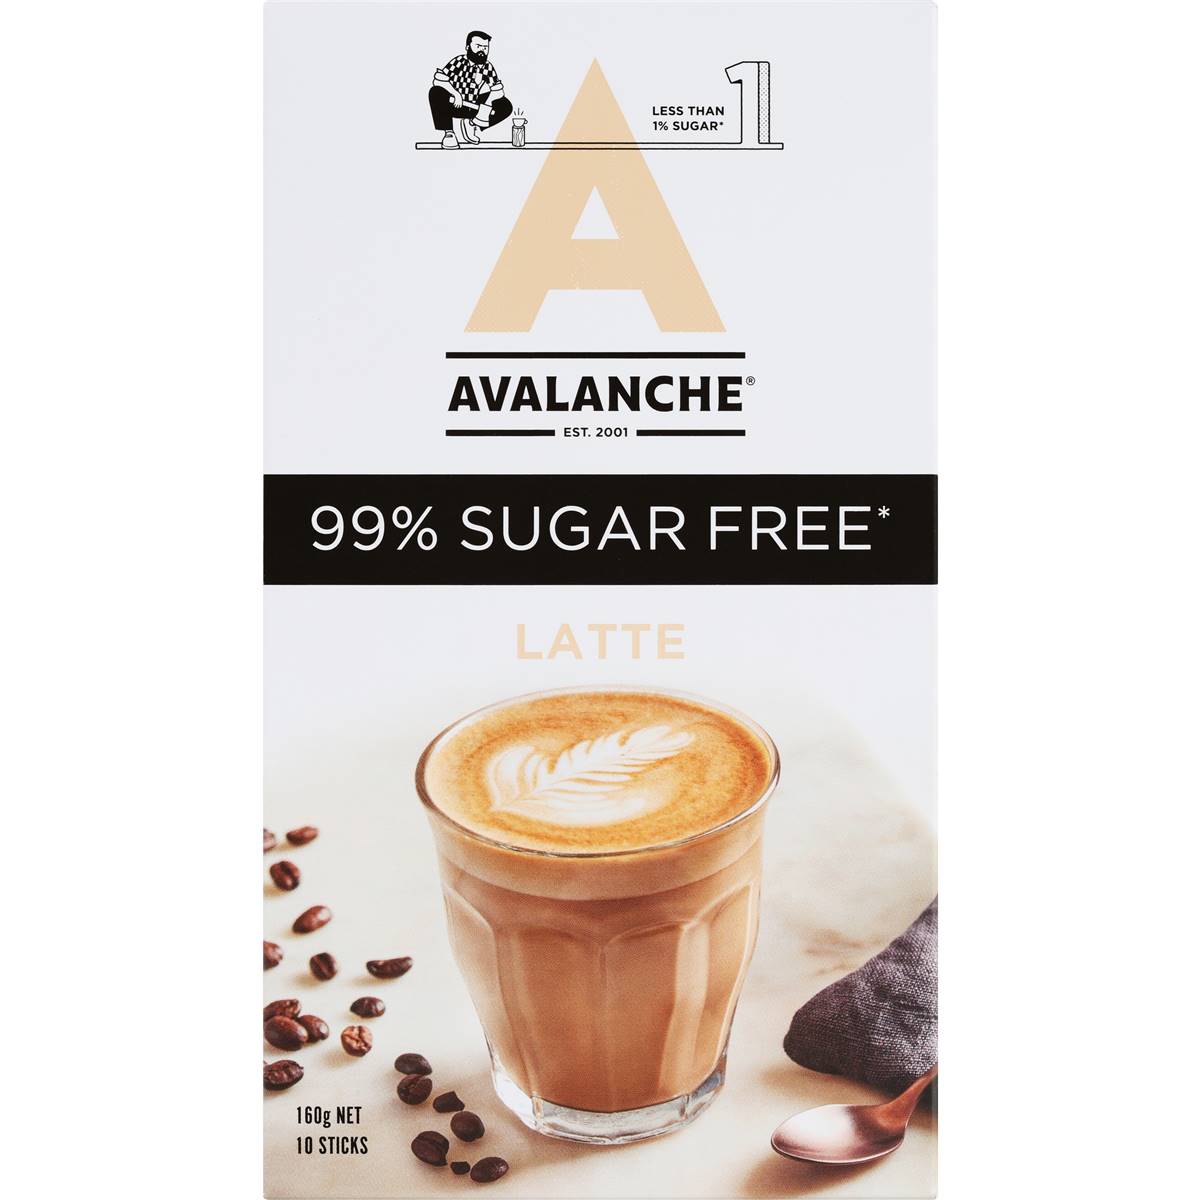 LESS THAN
1% SUGAR*
1
A
AVALANCHE®
EST. 2001
99% SUGAR FREE*
LATTE
160g NET
10 STICKS